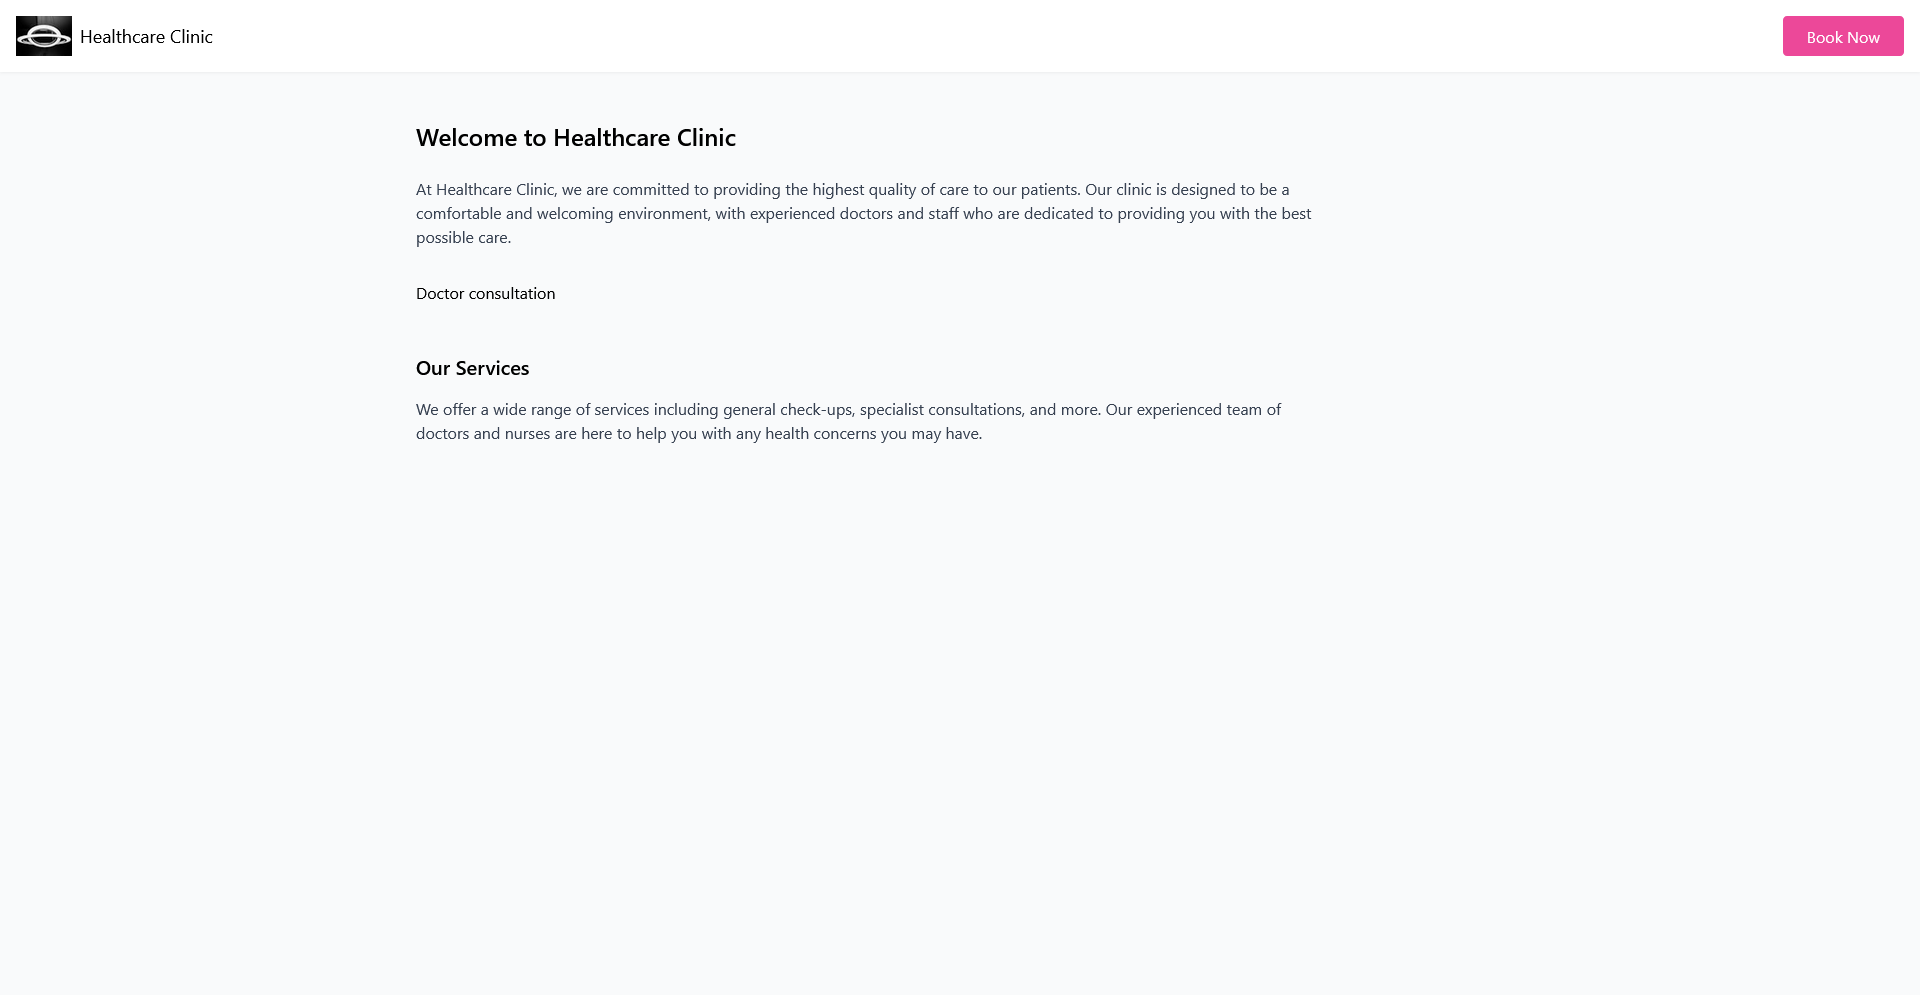 Healthcare Clinic
Book Now
Welcome to Healthcare Clinic
At Healthcare Clinic, we are committed to providing the highest quality of care to our patients. Our clinic is designed to be a
comfortable and welcoming environment, with experienced doctors and staff who are dedicated to providing you with the best
possible care.
Doctor consultation
Our Services
We offer a wide range of services including general check-ups, specialist consultations, and more. Our experienced team of
doctors and nurses are here to help you with any health concerns you may have.